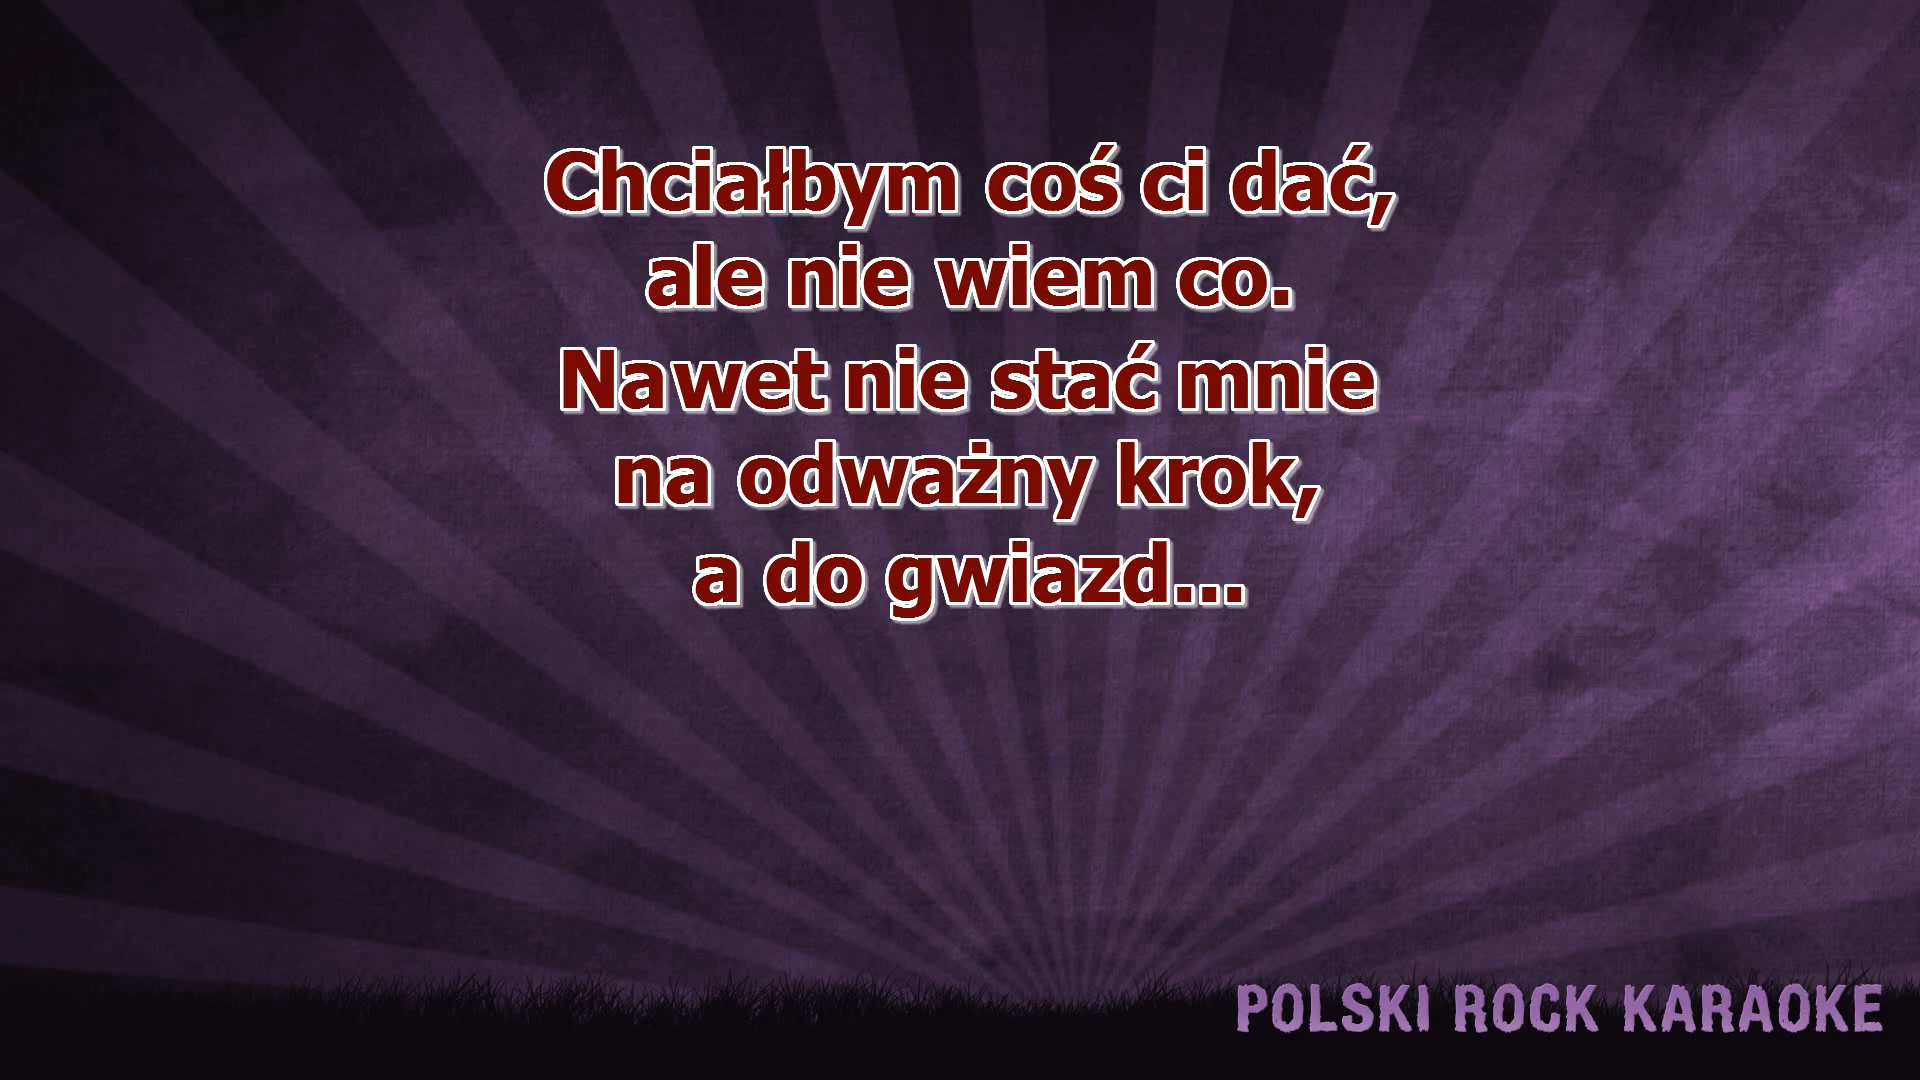 Chciałbym coś ci dać,
ale nie wiem co.
Nawet nie stać mnie
na odważny krok,
a do gwiazd...
POLSKI ROCK KARAOKE